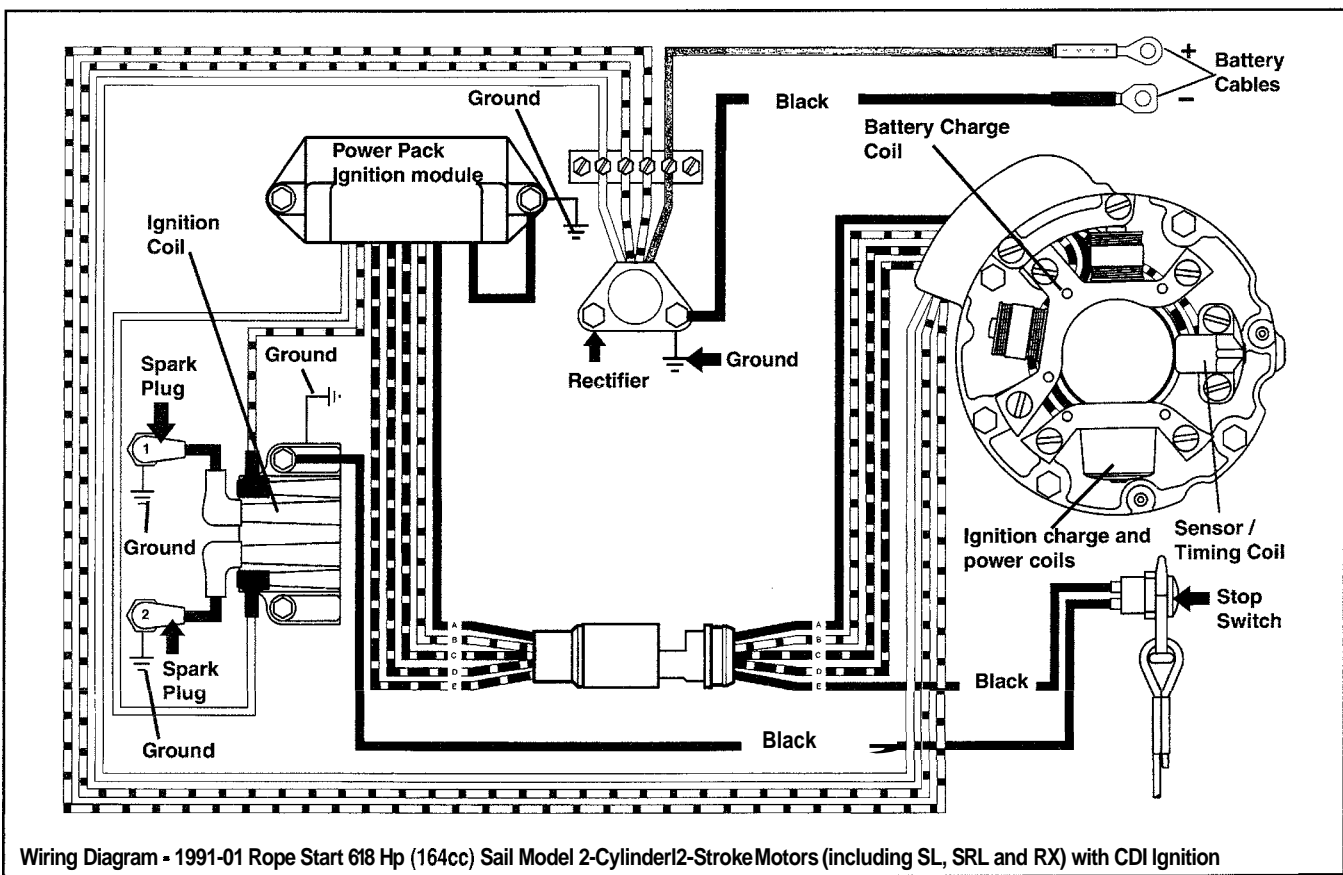 +
Battery
Cables
Ground
Black
-
Battery Charge
Coil
Power Pack
Ignition module
Ignition
Coil
Ground
Spark
Plug
Ground
Rectifier
1
Ground
Ignition charge and
power coils
Sensor /
Timing Coil
Stop
Switch
2
Spark
Plug
A
B
C
D
E
A
B
C
D
E
Black
Ground
Black
Wiring Diagram - 1991-01 Rope Start 618 Hp (164cc) Sail Model 2-Cylinderl2-StrokeMotors (including SL, SRL and RX) with CDI Ignition